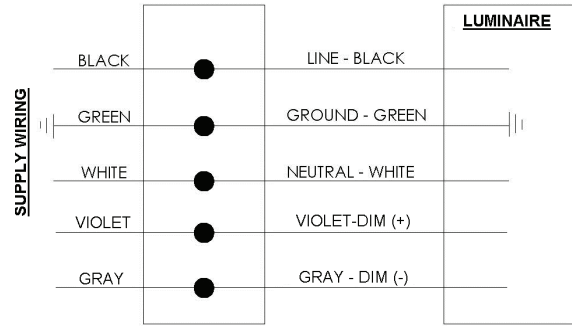 LUMINAIRE
SUPPLY WIRING
BLACK
LINE - BLACK
GREEN
GROUND - GREEN
WHITE
NEUTRAL - WHITE
VIOLET
VIOLET-DIM (+)
GRAY
GRAY - DIM (-)